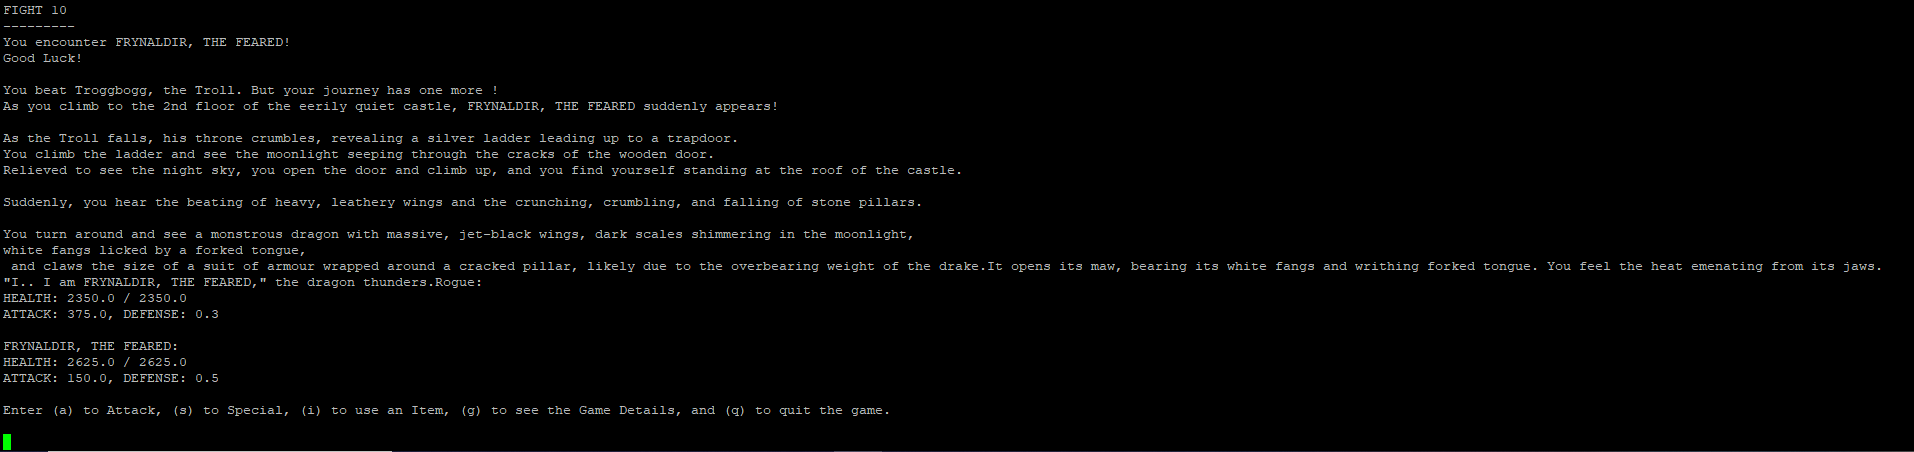 FIGHT 10
---------
You encounter FRYNALDIR, THE FEARED!
Good Luck!
You beat Troggbogg, the Troll. But your journey has one more !
As you climb to the 2nd floor of the eerily quiet castle, FRYNALDIR, THE FEARED suddenly appears!
As the Troll falls, his throne crumbles, revealing a silver ladder leading up to a trapdoor.
You climb the ladder and see the moonlight seeping through the cracks of the wooden door.
Relieved to see the night sky, you open the door and climb up, and you find yourself standing at the roof of the castle.
Suddenly, you hear the beating of heavy, leathery wings and the crunching, crumbling, and falling of stone pillars.
You turn around and see a monstrous dragon with massive, jet-black wings, dark scales shimmering in the moonlight,
white fangs licked by a forked tongue,
 and claws the size of a suit of armour wrapped around a cracked pillar, likely due to the overbearing weight of the drake.It opens its maw, bearing its white fangs and writhing forked tongue. You feel the heat emenating from its jaws.
"I.. I am FRYNALDIR, THE FEARED," the dragon thunders.Rogue:
HEALTH: 2350.0 / 2350.0
ATTACK: 375.0, DEFENSE: 0.3
FRYNALDIR, THE FEARED:
HEALTH: 2625.0 / 2625.0
ATTACK: 150.0, DEFENSE: 0.5
Enter (a) to Attack, (s) to Special, (i) to use an Item, (g) to see the Game Details, and (q) to quit the game.